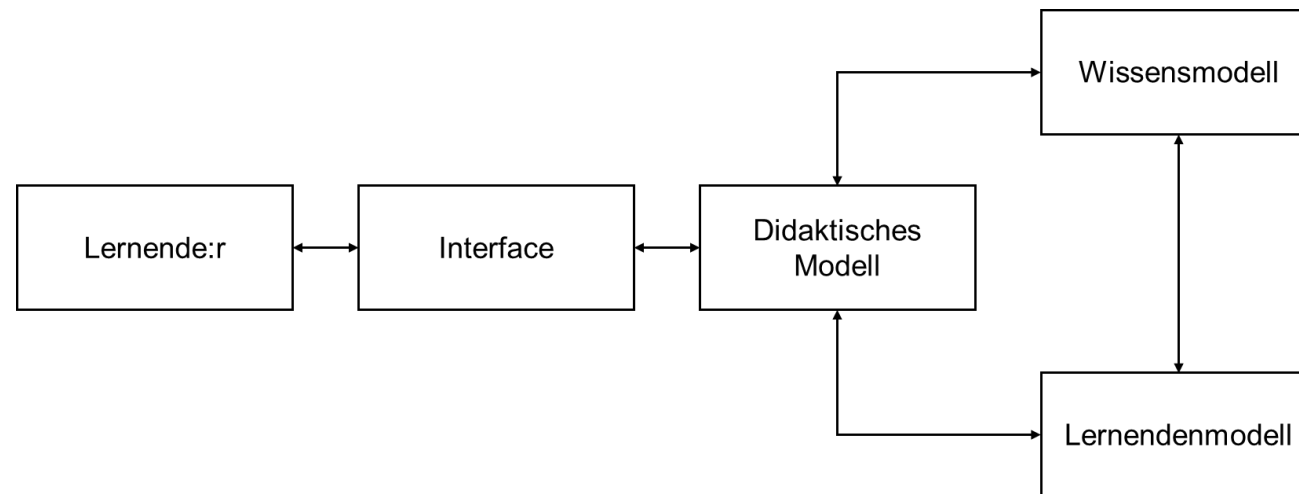 Wissensmodell
Lernende:r
Interface
Didaktisches
Modell
Lernendenmodell